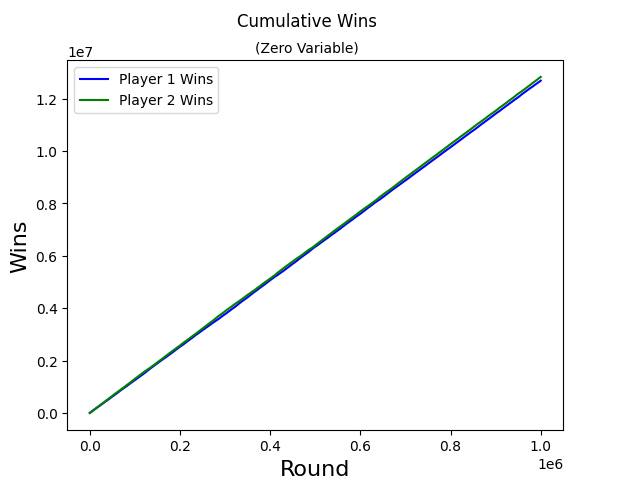 Cumulative Wins
(Zero Variable)
1e7
Player 1 Wins
Player 2 Wins
1.2
1.0
0.8
0.6
0.4
0.2
0.0
Wins
0.0 0.2 0.4 0.6 0.8 1.0
1e6
Round